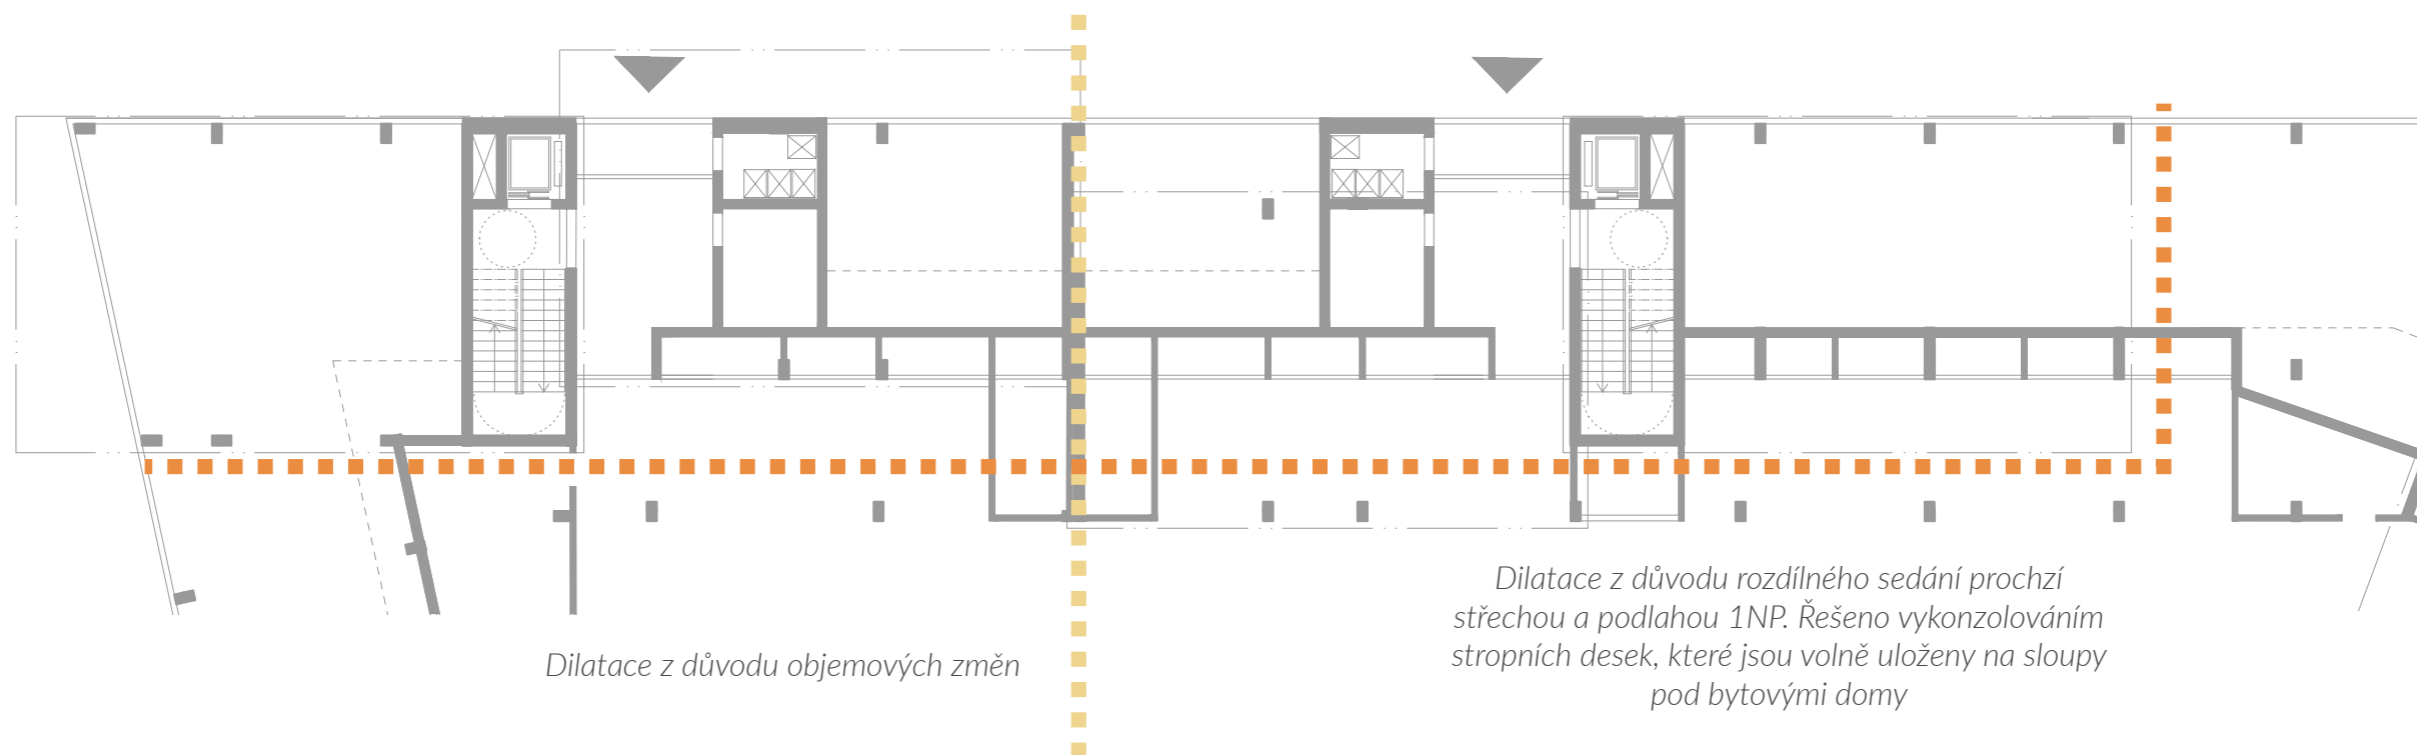 Dilatace z důvodu rozdílného sedání prochzí
střechou a podlahou 1NP. Řešeno vykonzolováním
stropních desek, které jsou volně uloženy na sloupy
pod bytovými domy
Dilatace z důvodu objemových změn